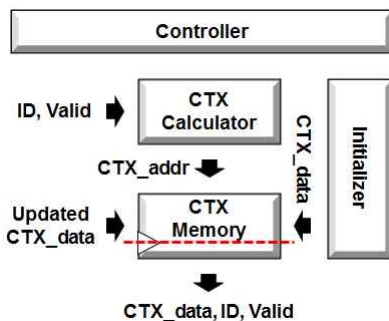 Controller
ID, Valid
CTX
Calculator
CTX_addr
CTX_data
Initializer
Updated
CTX_data
CTX
Memory
CTX_data, ID, Valid